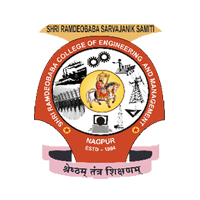 SHRI RAMDEOBABA SARVAJANIK SAMITI
SHRI RAMDEOBABA COLLEGE OF ENGINEERING AND MANAGEMENT
NAGPUR
ESTD - 1984
श्रेष्ठम् तंत्र शिक्षणम्